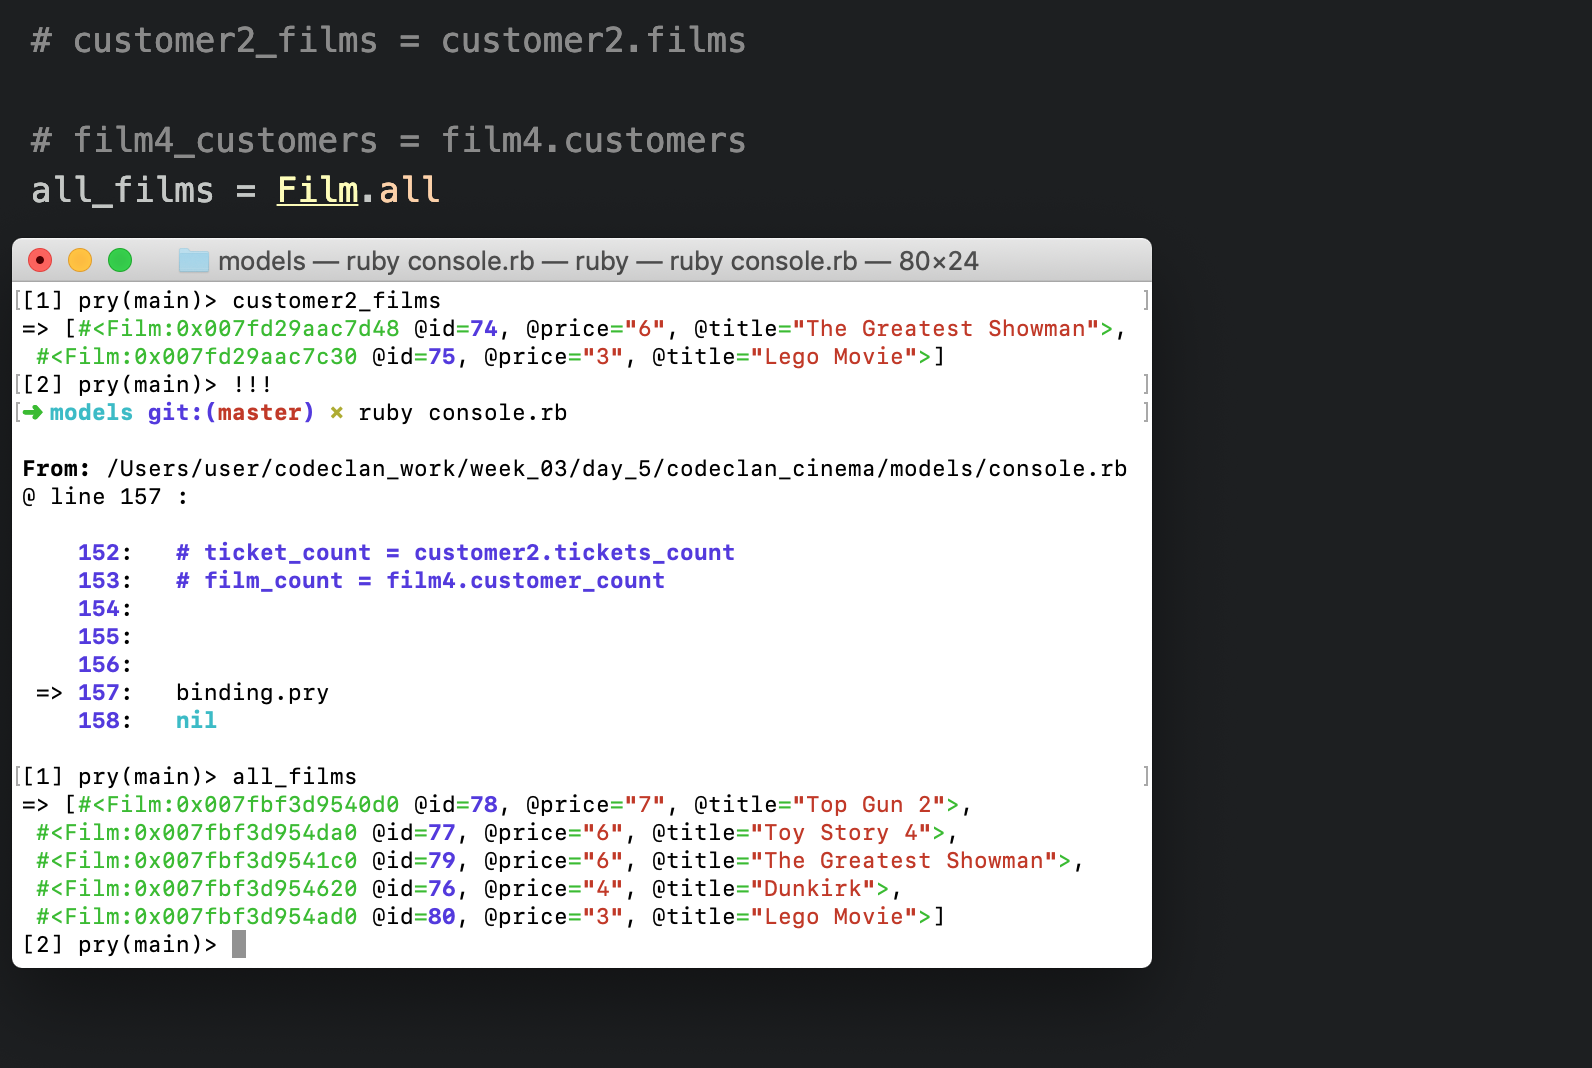 # customer2_films = customer2.films
# film4_customers = film4.customers
all_films = Film.all
models — ruby console.rb — ruby — ruby console.rb — 80×24
[[1] pry(main)> customer2_films ]
=> [#<Film:0x007fd29aac7d48 @id=74, @price="6", @title="The Greatest Showman">,
#<Film:0x007fd29aac7c30 @id=75, @price="3", @title="Lego Movie">]
[[2] pry(main)> !!! ]
[➜ models git:(master) × ruby console.rb ]
From: /Users/user/codeclan_work/week_03/day_5/codeclan_cinema/models/console.rb
@ line 157 :
152: # ticket_count = customer2.tickets_count
153: # film_count = film4.customer_count
154:
155:
156:
=> 157: binding.pry
158: nil
[[1] pry(main)> all_films ]
=> [#<Film:0x007fbf3d9540d0 @id=78, @price="7", @title="Top Gun 2">,
#<Film:0x007fbf3d954da0 @id=77, @price="6", @title="Toy Story 4">,
#<Film:0x007fbf3d9541c0 @id=79, @price="6", @title="The Greatest Showman">,
#<Film:0x007fbf3d954620 @id=76, @price="4", @title="Dunkirk">,
#<Film:0x007fbf3d954ad0 @id=80, @price="3", @title="Lego Movie">]
[2] pry(main)>